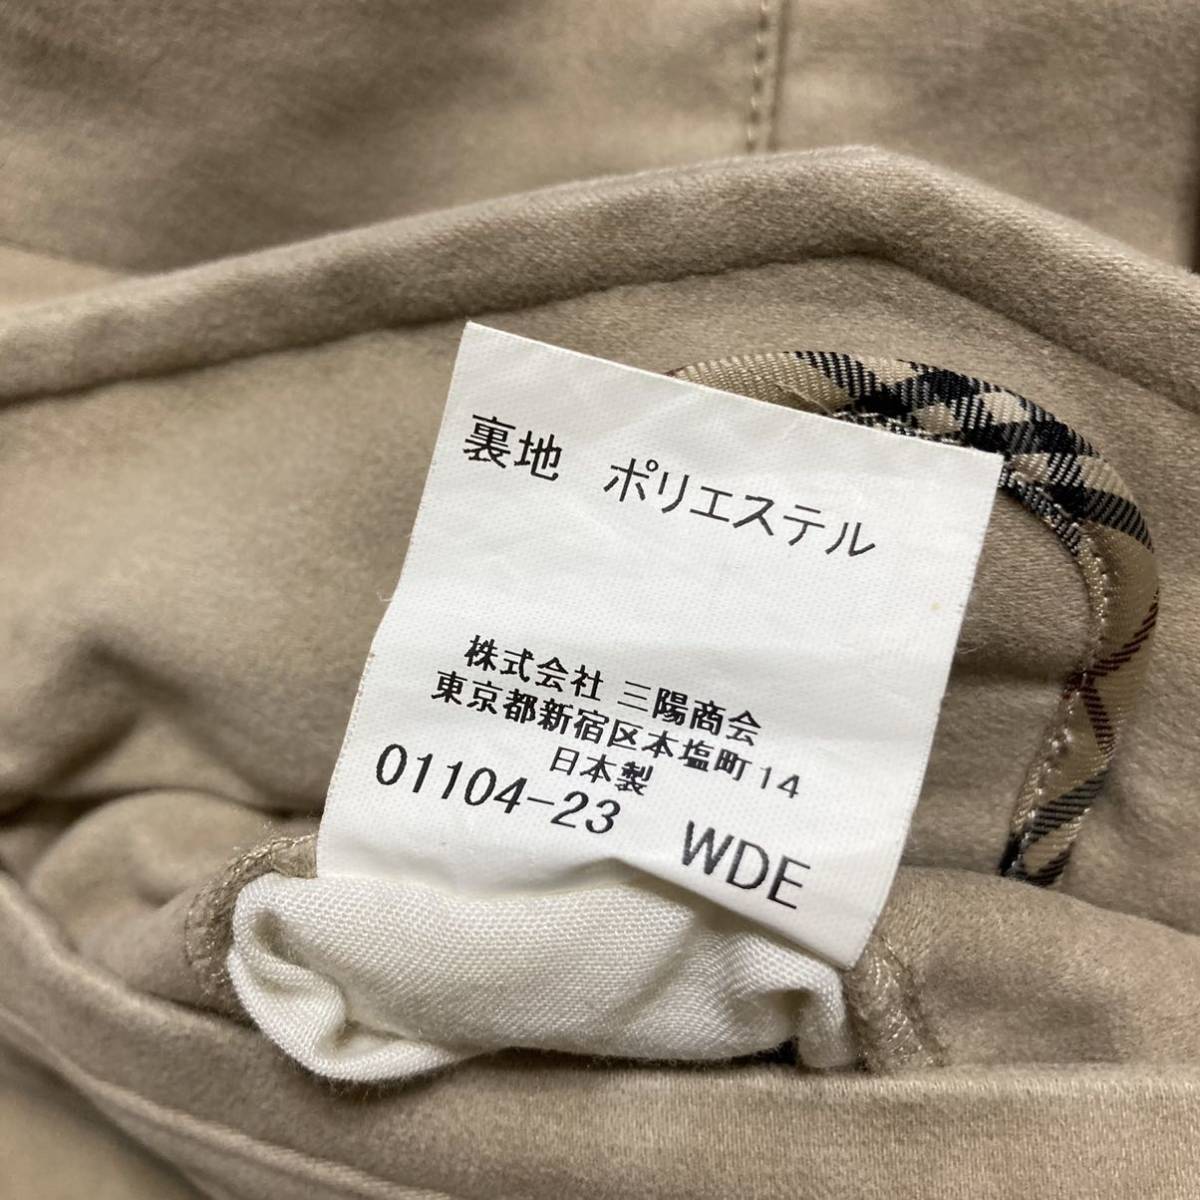 裏地 ポリエステル
株式会社 三陽商会
東京都新宿区本塩町14
日本製
01104-23 WDE